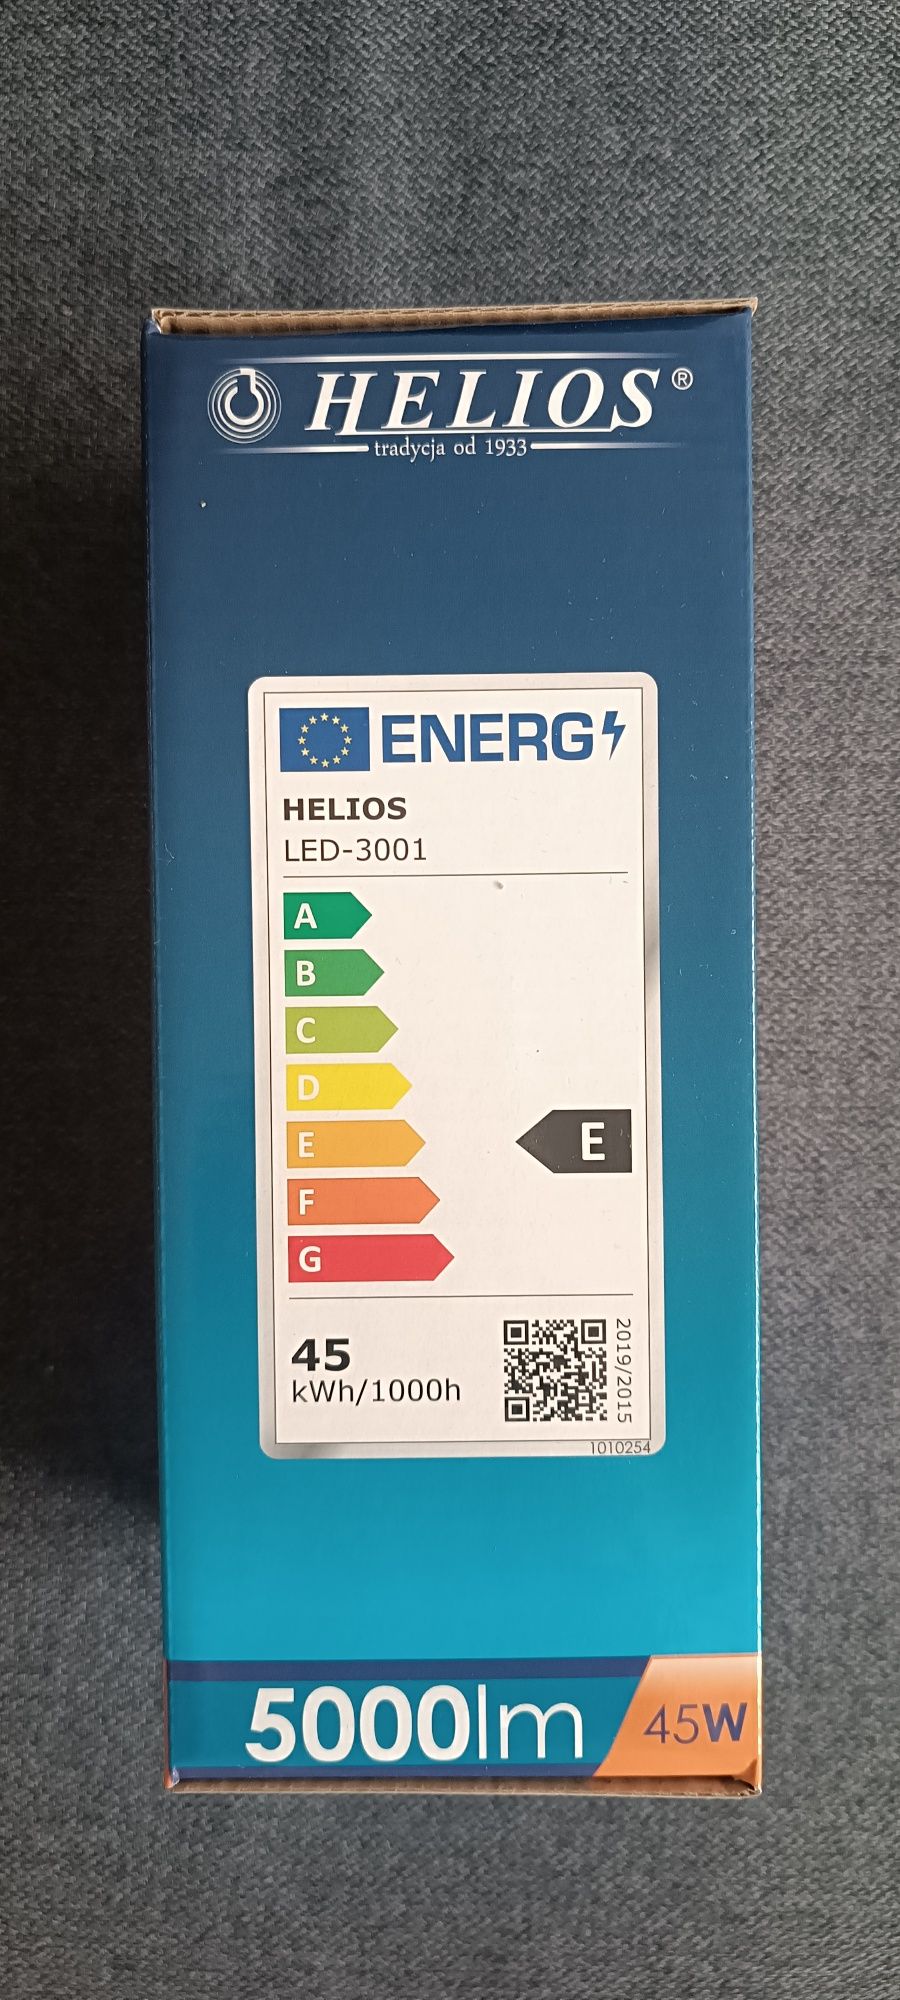 HELIOS®
tradycja od 1933
ENERG
HELIOS
LED-3001
A
B
C
D
E
E
F
G
45
kWh/1000h
2019/2015
1010254
5000lm
45W